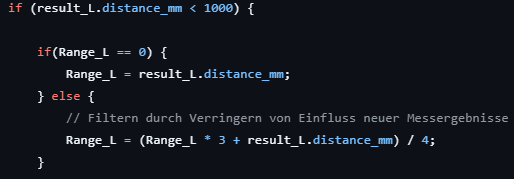 if (result_L.distance_mm < 1000) {
if(Range_L == 0) {
Range_L = result_L.distance_mm;
} else {
// Filtern durch Verringern von Einfluss neuer Messergebnisse
Range_L = (Range_L * 3 + result_L.distance_mm) / 4;
}